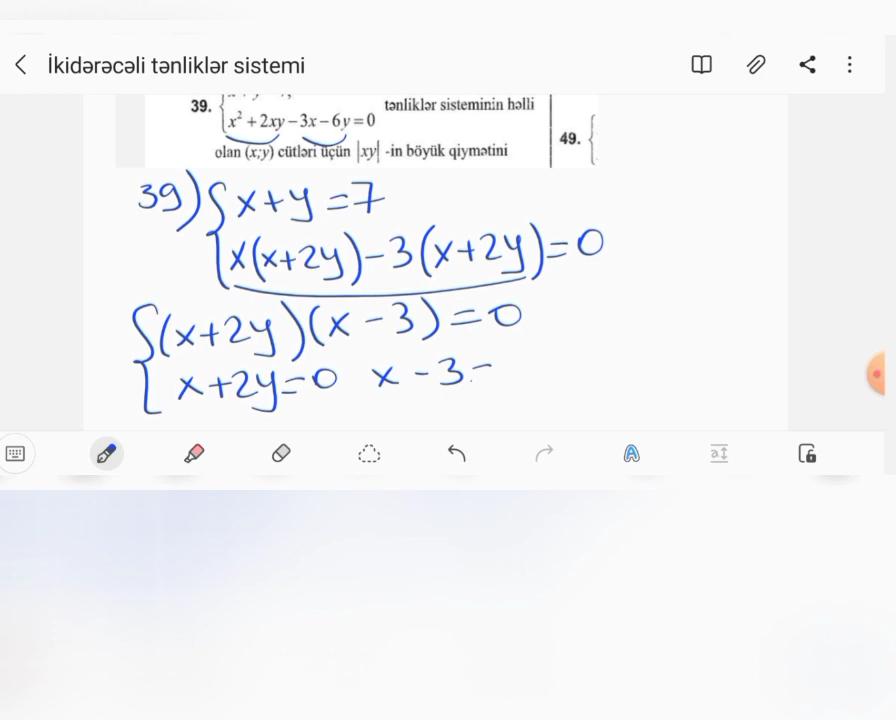 İkidərəcəli tənliklər sistemi
39. tənliklər sisteminin həlli
x² + 2xy – 3x – 6y = 0
olan (x;y) cütləri üçün |xy| -in böyük qiymətini
49. {
39) { x + y = 7
x(x+2y) – 3(x+2y) = 0
{ (x+2y)(x – 3) = 0
x + 2y = 0 x – 3 =